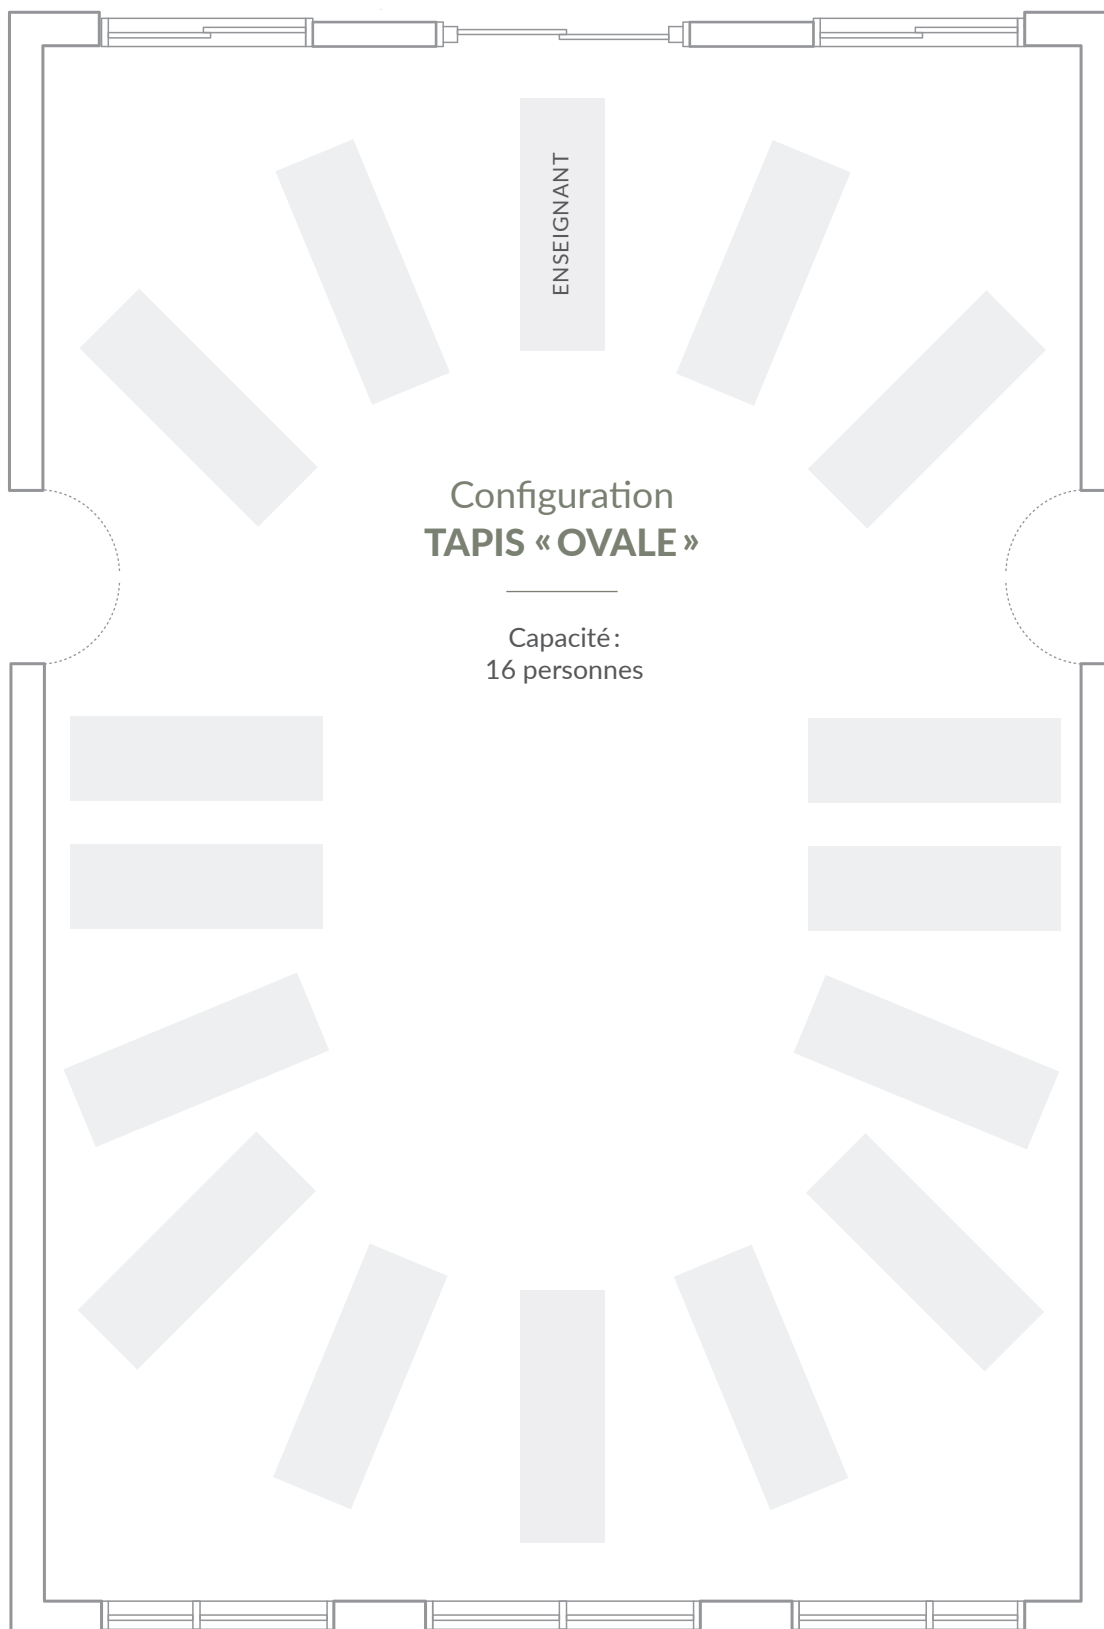 ENSEIGNANT
Configuration
TAPIS « OVALE »
Capacité :
16 personnes